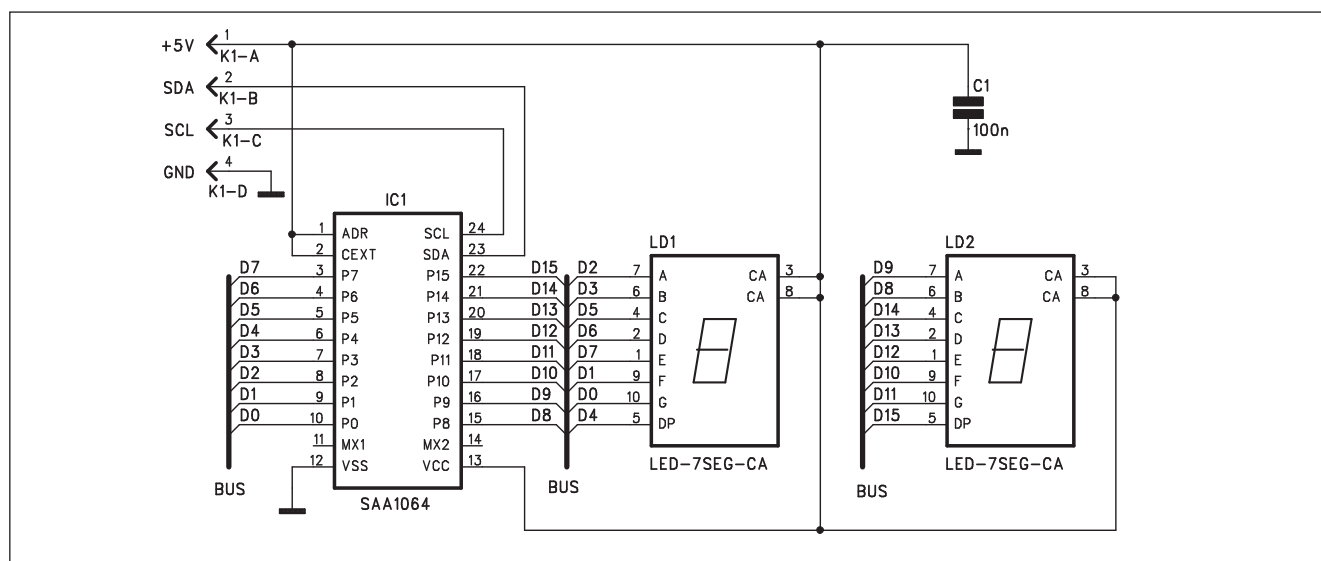 +5V 1 K1-A
SDA 2 K1-B
SCL 3 K1-C
GND 4 K1-D
C1
100n
IC1
1 ADR SCL 24
2 CEXT SDA 23
D7 3 P7 P15 22 D15
D6 4 P6 P14 21 D14
D5 5 P5 P13 20 D13
D4 6 P4 P12 19 D12
D3 7 P3 P11 18 D11
D2 8 P2 P10 17 D10
D1 9 P1 P9 16 D9
D0 10 P0 P8 15 D8
11 MX1 MX2 14
12 VSS VCC 13
BUS
SAA1064
BUS
LD1
D2 7 A CA 3
D3 6 B CA 8
D5 4 C
D6 2 D
D7 1 E
D1 9 F
D0 10 G
D4 5 DP
LED-7SEG-CA
LD2
D9 7 A CA 3
D8 6 B CA 8
D14 4 C
D13 2 D
D12 1 E
D10 9 F
D11 10 G
D15 5 DP
LED-7SEG-CA
BUS